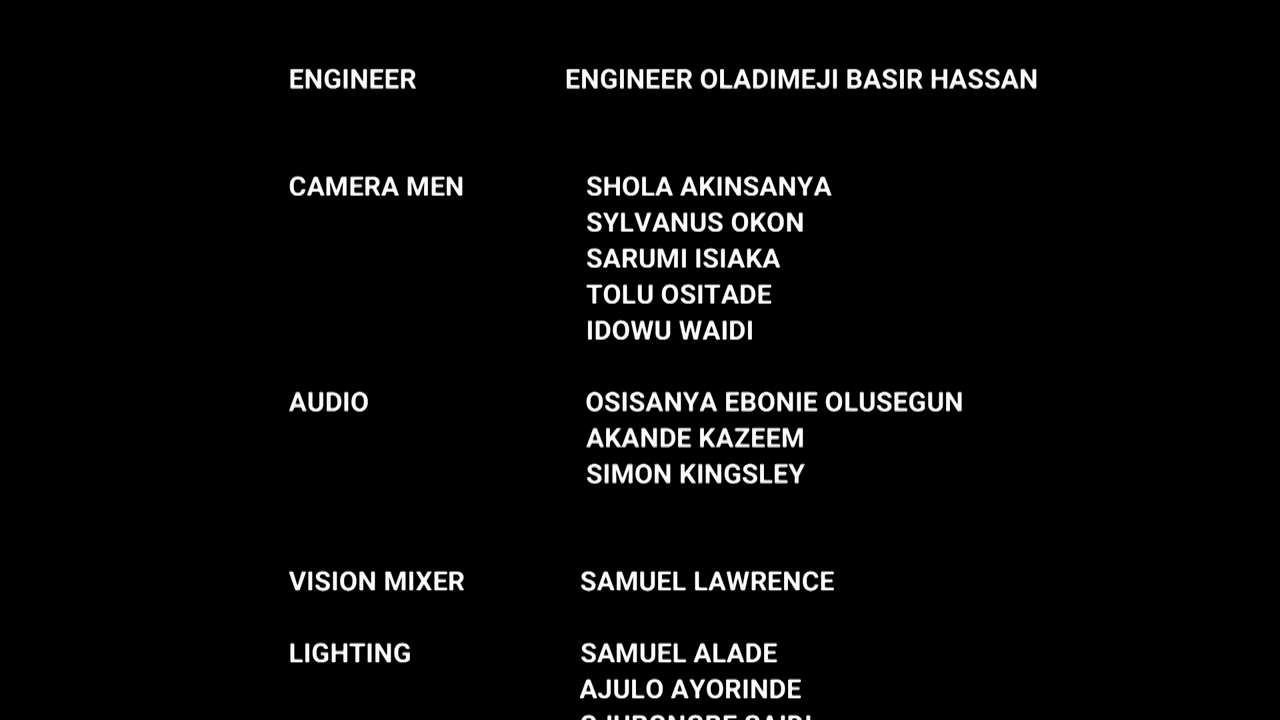 ENGINEER ENGINEER OLADIMEJI BASIR HASSAN
CAMERA MEN SHOLA AKINSANYA
SYLVANUS OKON
SARUMI ISIAKA
TOLU OSITADE
IDOWU WAIDI
AUDIO OSISANYA EBONIE OLUSEGUN
AKANDE KAZEEM
SIMON KINGSLEY
VISION MIXER SAMUEL LAWRENCE
LIGHTING SAMUEL ALADE
AJULO AYORINDE